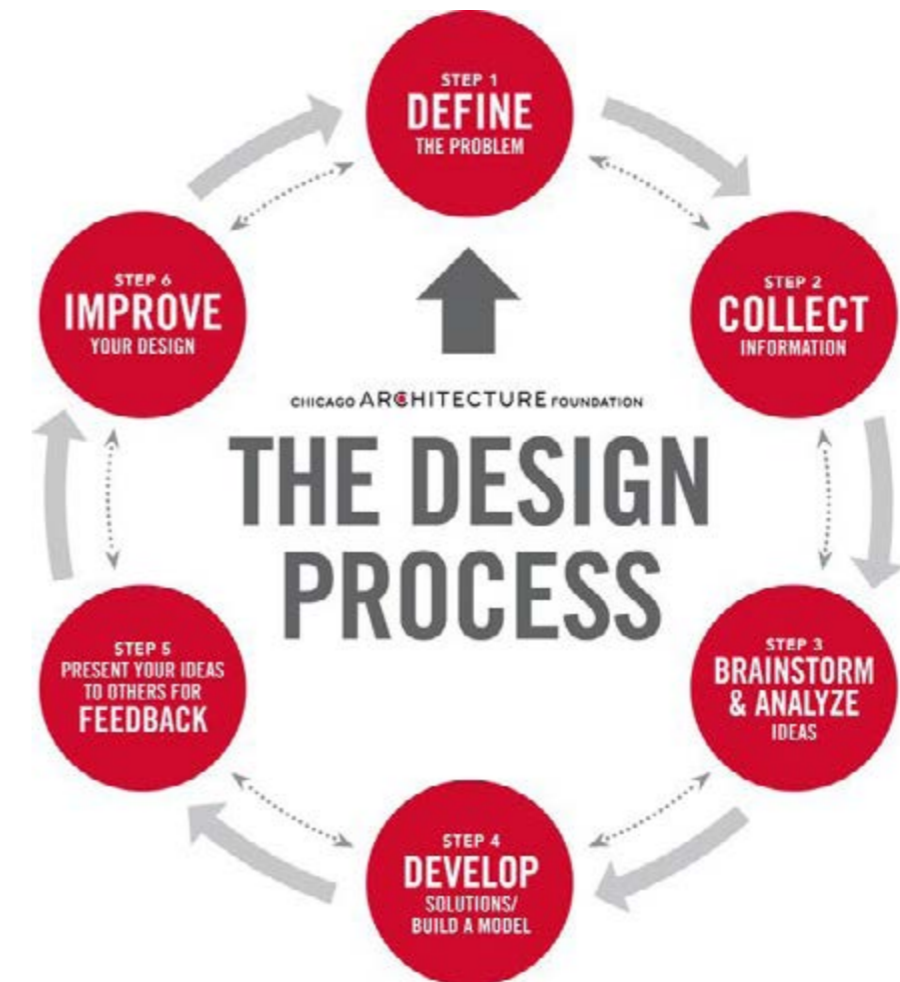 STEP 1
DEFINE
THE PROBLEM
STEP 2
COLLECT
INFORMATION
STEP 3
BRAINSTORM
& ANALYZE
IDEAS
STEP 4
DEVELOP
SOLUTIONS/
BUILD A MODEL
STEP 5
PRESENT YOUR IDEAS
TO OTHERS FOR
FEEDBACK
STEP 6
IMPROVE
YOUR DESIGN
CHICAGO ARCHITECTURE FOUNDATION
THE DESIGN
PROCESS